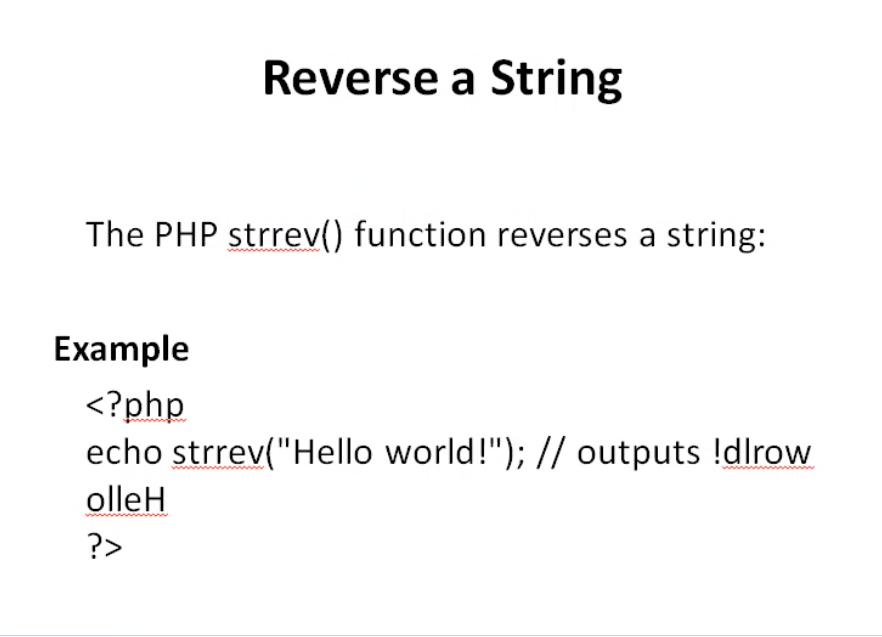 Reverse a String
The PHP strrev() function reverses a string:
Example
<?php
echo strrev("Hello world!"); // outputs !dlrow
olleH
?>